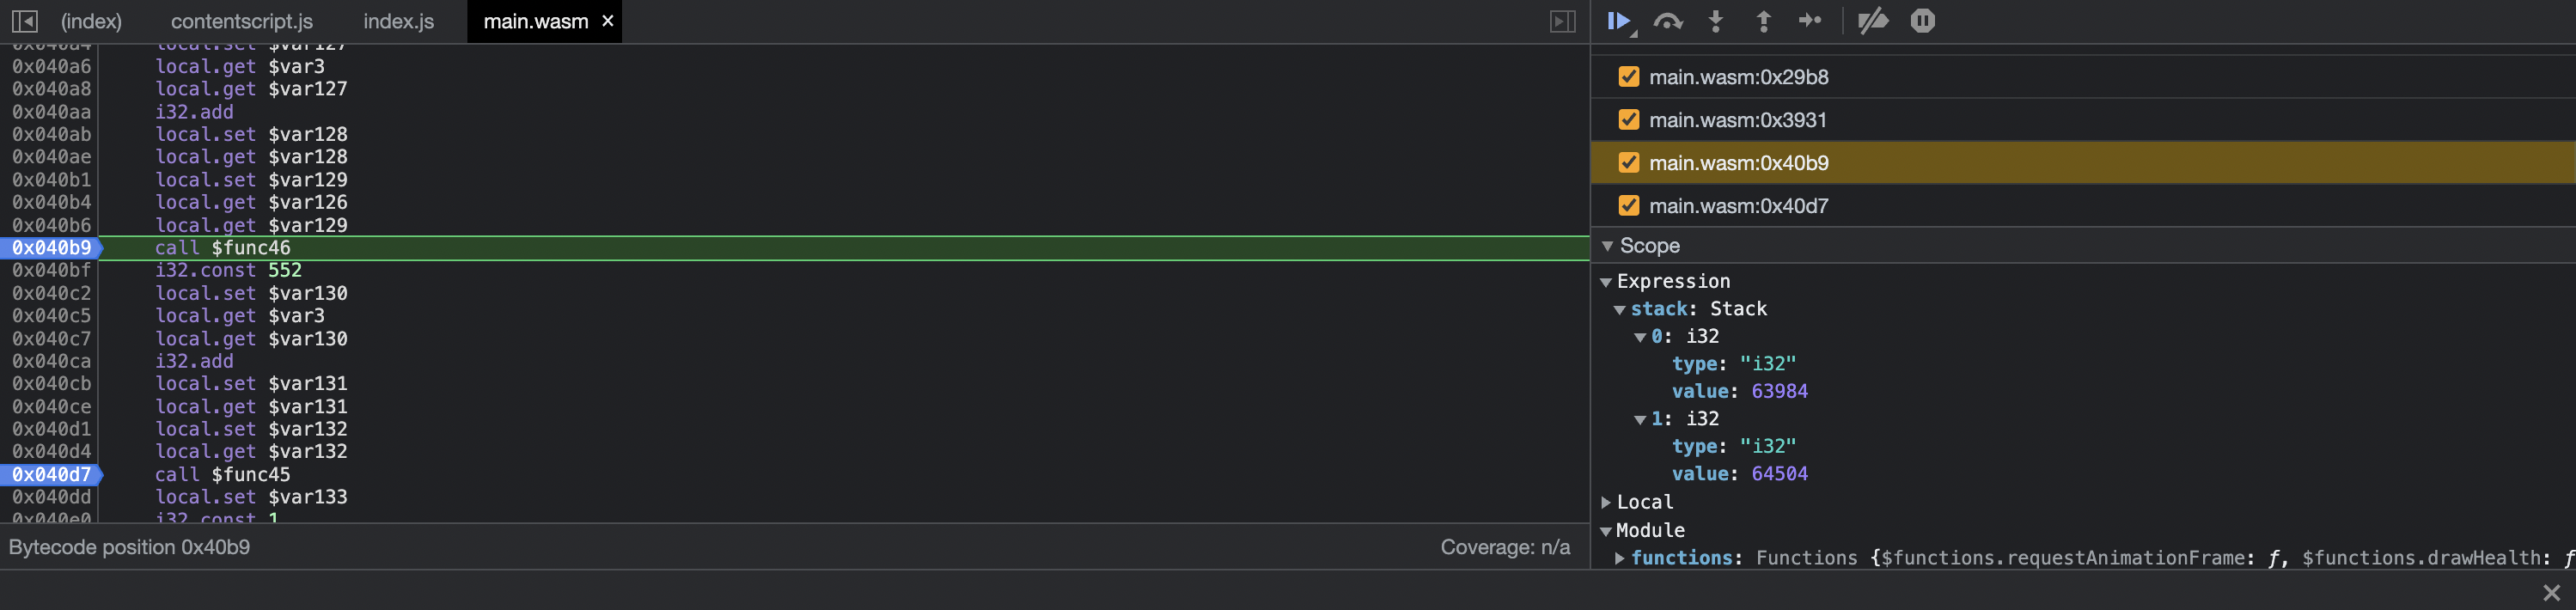 (index) contentscript.js index.js main.wasm ×
0x040a4 local.set $var127
0x040a6 local.get $var3
0x040a8 local.get $var127
0x040aa i32.add
0x040ab local.set $var128
0x040ae local.get $var128
0x040b1 local.set $var129
0x040b4 local.get $var126
0x040b6 local.get $var129
0x040b9 call $func46
0x040bf i32.const 552
0x040c2 local.set $var130
0x040c5 local.get $var3
0x040c7 local.get $var130
0x040ca i32.add
0x040cb local.set $var131
0x040ce local.get $var131
0x040d1 local.set $var132
0x040d4 local.get $var132
0x040d7 call $func45
0x040dd local.set $var133
0x040e0 i32.const 1
Bytecode position 0x40b9 Coverage: n/a
main.wasm:0x29b8
main.wasm:0x3931
main.wasm:0x40b9
main.wasm:0x40d7
Scope
Expression
stack: Stack
0: i32
type: "i32"
value: 63984
1: i32
type: "i32"
value: 64504
Local
Module
functions: Functions {$functions.requestAnimationFrame: ƒ, $functions.drawHealth: ƒ